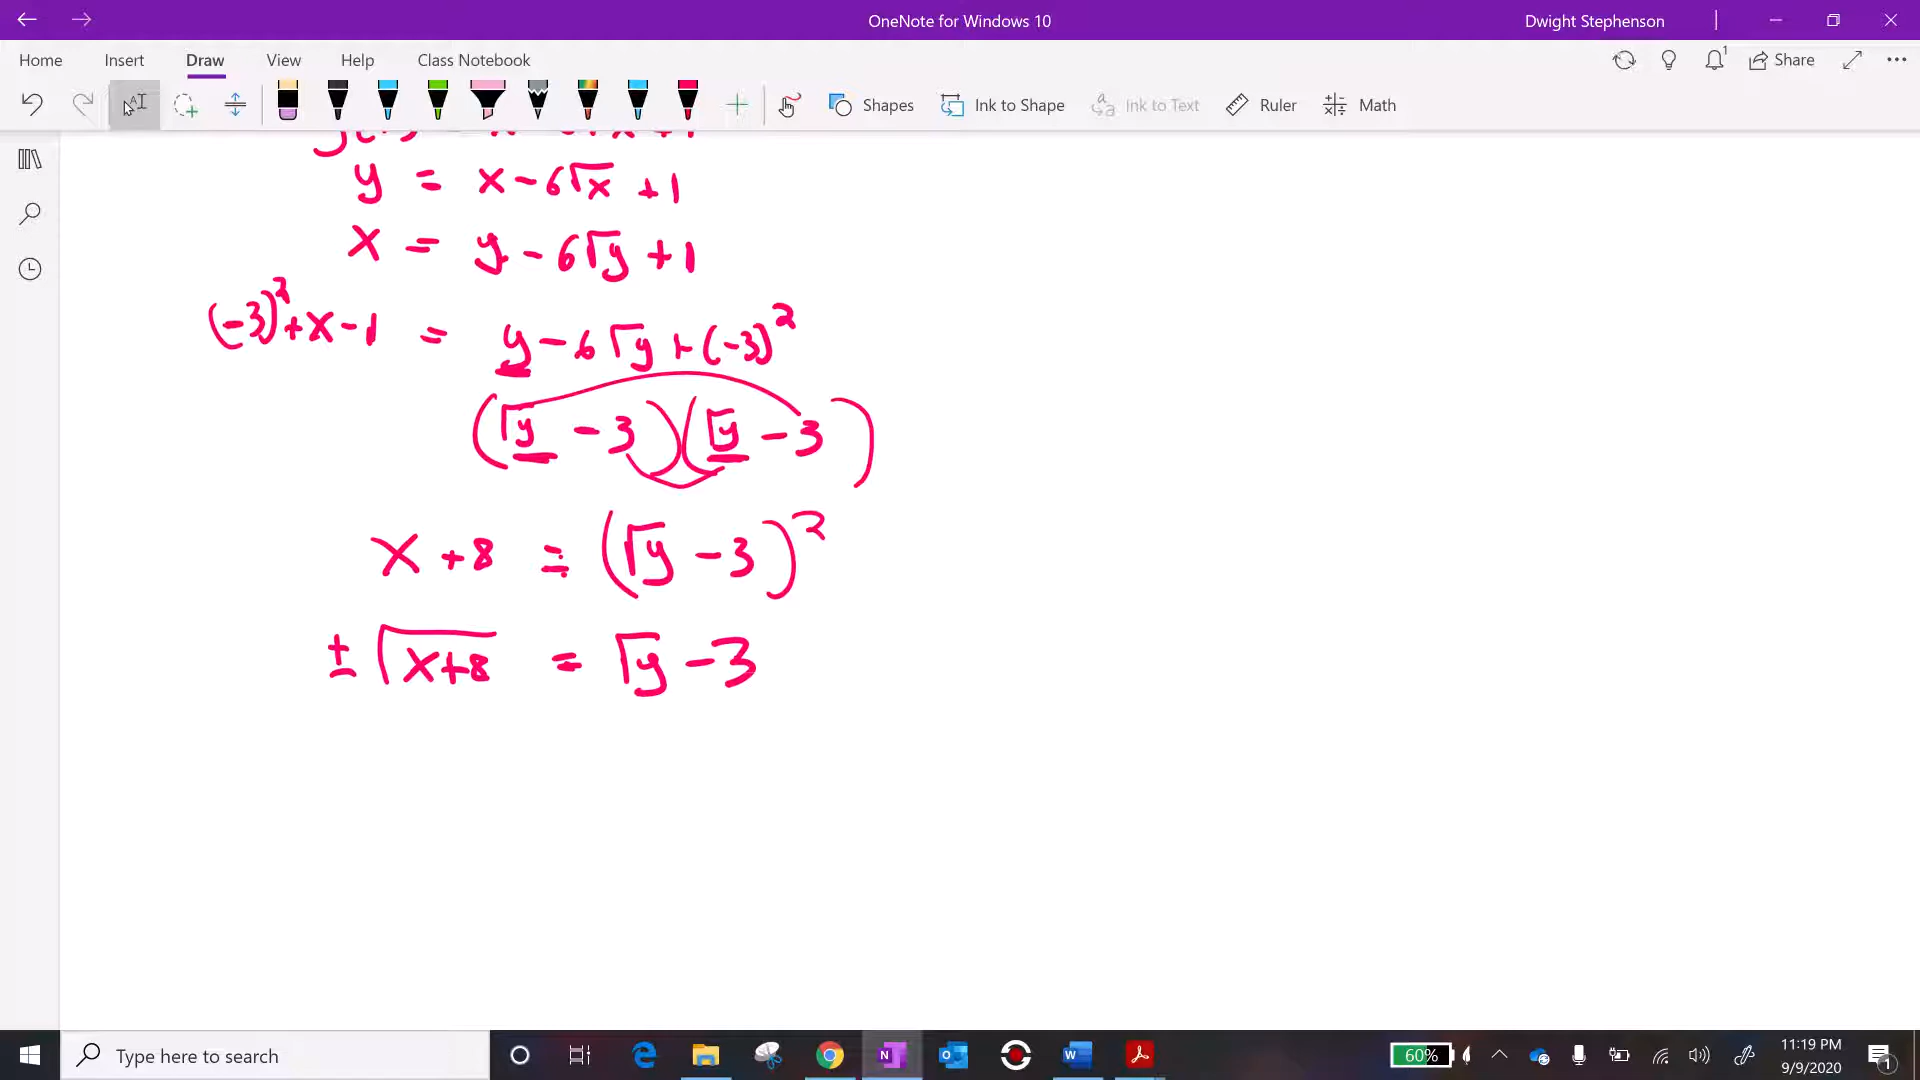 OneNote for Windows 10
Dwight Stephenson
Home Insert Draw View Help Class Notebook
1 Share
Shapes Ink to Shape Ink to Text Ruler Math
y = x - 6√x + 1
x = y - 6√y + 1
(-3)² + x - 1 = y - 6√y + (-3)²
(√y - 3)(√y - 3)
x + 8 = (√y - 3)²
± √x+8 = √y - 3
Type here to search
60%
11:19 PM
9/9/2020
1